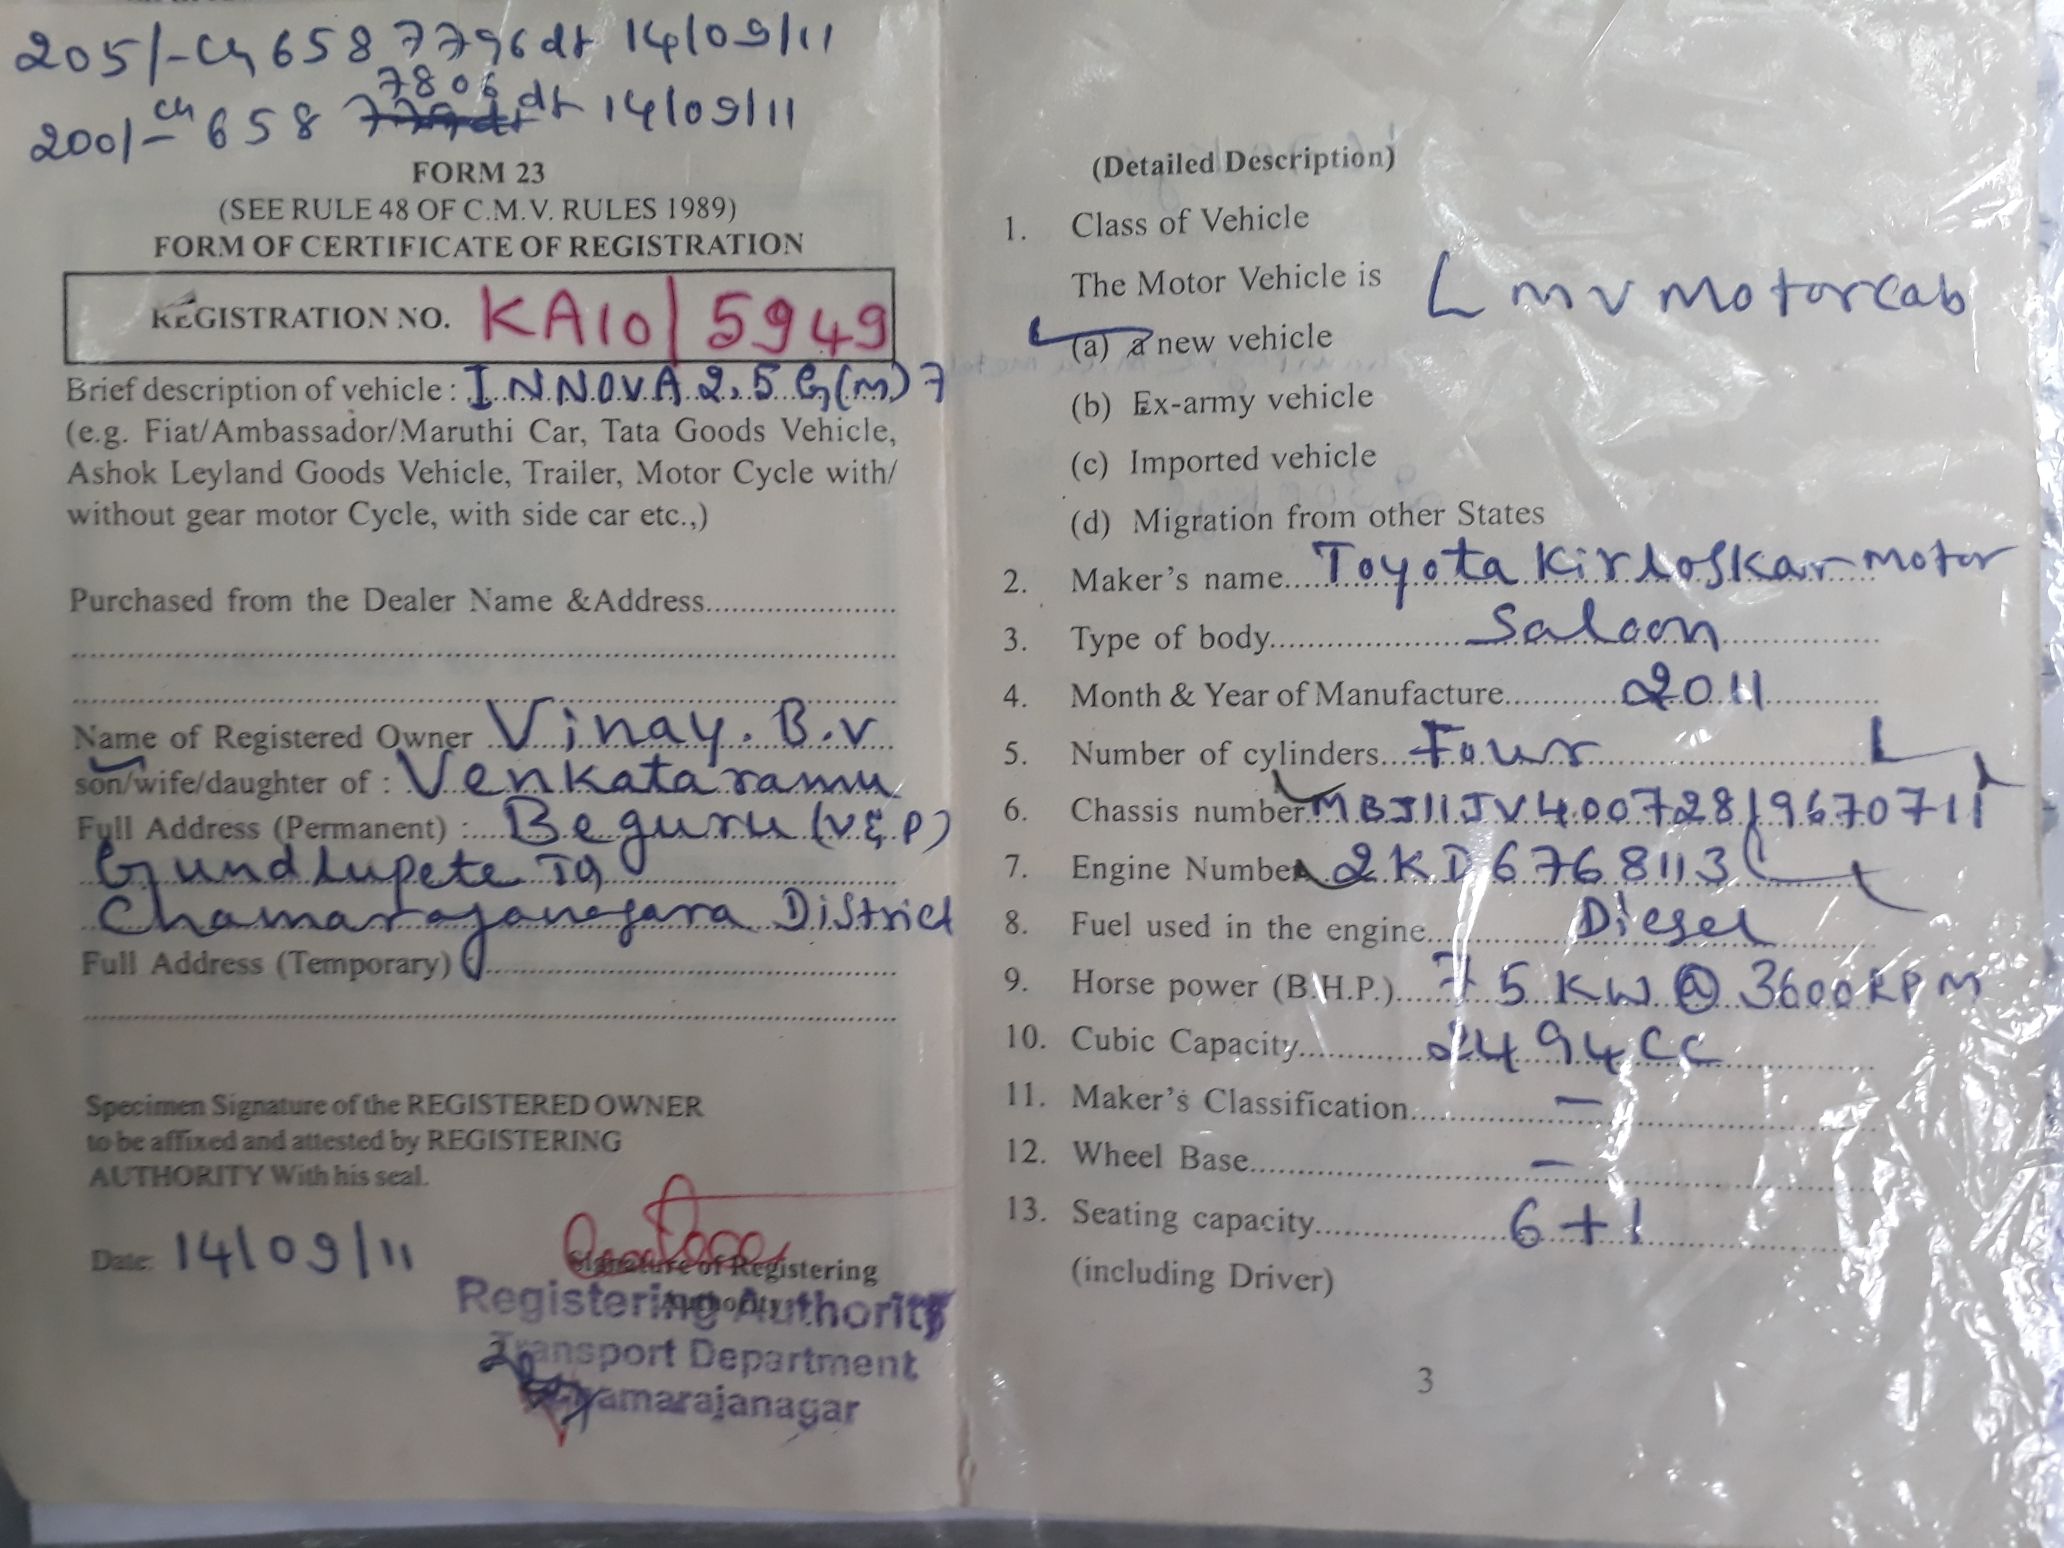 205/-Ch 658 7796 dt 14/09/11
7806
200/- ch 658 dt 14/09/11
FORM 23
(SEE RULE 48 OF C.M.V. RULES 1989)
FORM OF CERTIFICATE OF REGISTRATION
REGISTRATION NO. KA10/5949
Brief description of vehicle : INNOVA 2.5 G(M) 7
(e.g. Fiat/Ambassador/Maruthi Car, Tata Goods Vehicle,
Ashok Leyland Goods Vehicle, Trailer, Motor Cycle with/
without gear motor Cycle, with side car etc.,)
Purchased from the Dealer Name &Address
Name of Registered Owner Vinay. B.V
son/wife/daughter of : Venkataramu
Full Address (Permanent) : Beguru (V&P)
Gundlupete TQ
Chamarajanagara District
Full Address (Temporary)
Specimen Signature of the REGISTERED OWNER
to be affixed and attested by REGISTERING
AUTHORITY With his seal.
Date: 14/09/11
Signature of Registering
Authority
Registering Authority
Transport Department
Chamarajanagar
(Detailed Description)
1. Class of Vehicle
The Motor Vehicle is LMV Motorcab
(a) a new vehicle
(b) Ex-army vehicle
(c) Imported vehicle
(d) Migration from other States
2. Maker's name Toyota Kirloskar motor
3. Type of body Saloon
4. Month & Year of Manufacture 2011
5. Number of cylinders Four
6. Chassis number MBJ11JV400728196 70711
7. Engine Number 2KD6768113
8. Fuel used in the engine Diesel
9. Horse power (B.H.P.) 75 KW @ 3600 RPM
10. Cubic Capacity 2494CC
11. Maker's Classification –
12. Wheel Base –
13. Seating capacity 6+1
(including Driver)
3